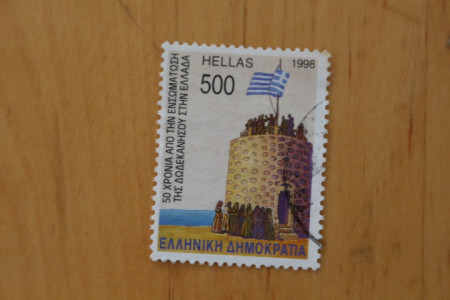 HELLAS 1998
500
50 ΧΡΟΝΙΑ ΑΠΟ ΤΗΝ ΕΝΣΩΜΑΤΩΣΗ
ΤΗΣ ΔΩΔΕΚΑΝΗΣΟΥ ΣΤΗΝ ΕΛΛΑΔΑ
ΕΛΛΗΝΙΚΗ ΔΗΜΟΚΡΑΤΙΑ